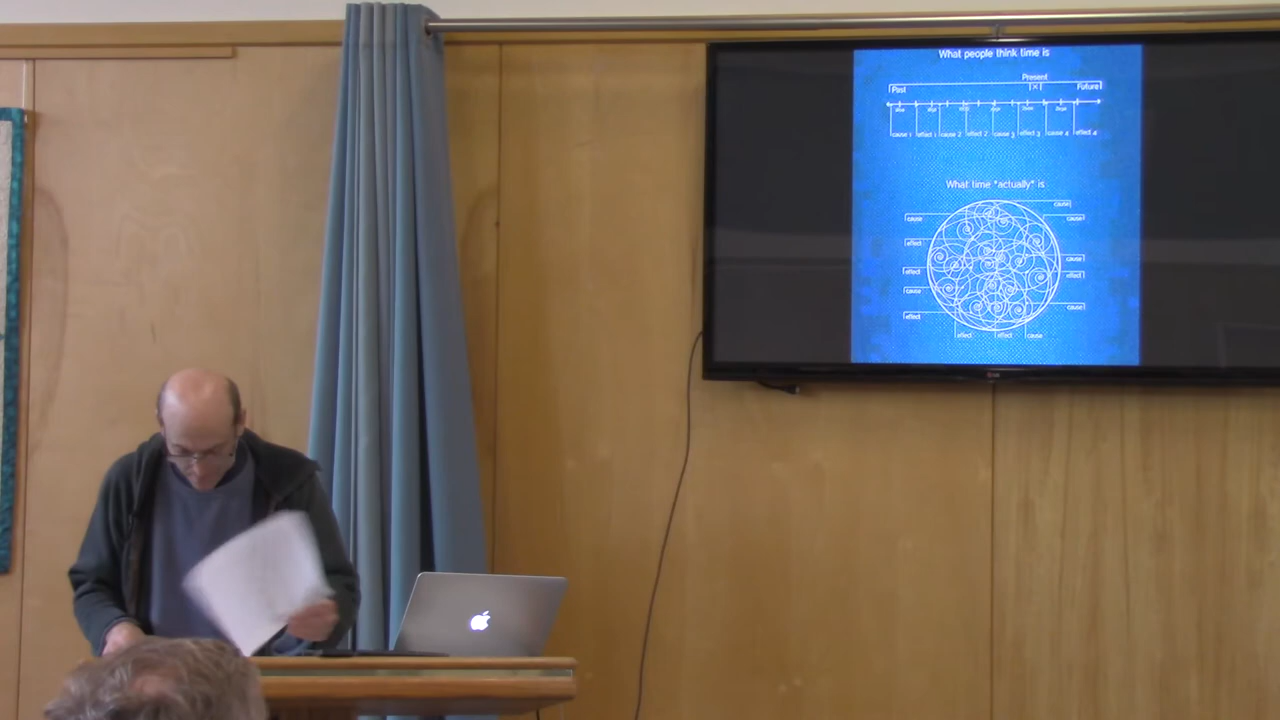 What people think time is
Present
Past [×] Future
cause 1 effect 1 cause 2 effect 2 cause 3 effect 3 cause 4 effect 4
What time *actually* is
cause
cause cause
effect
effect cause
effect
cause
cause
effect
effect effect cause